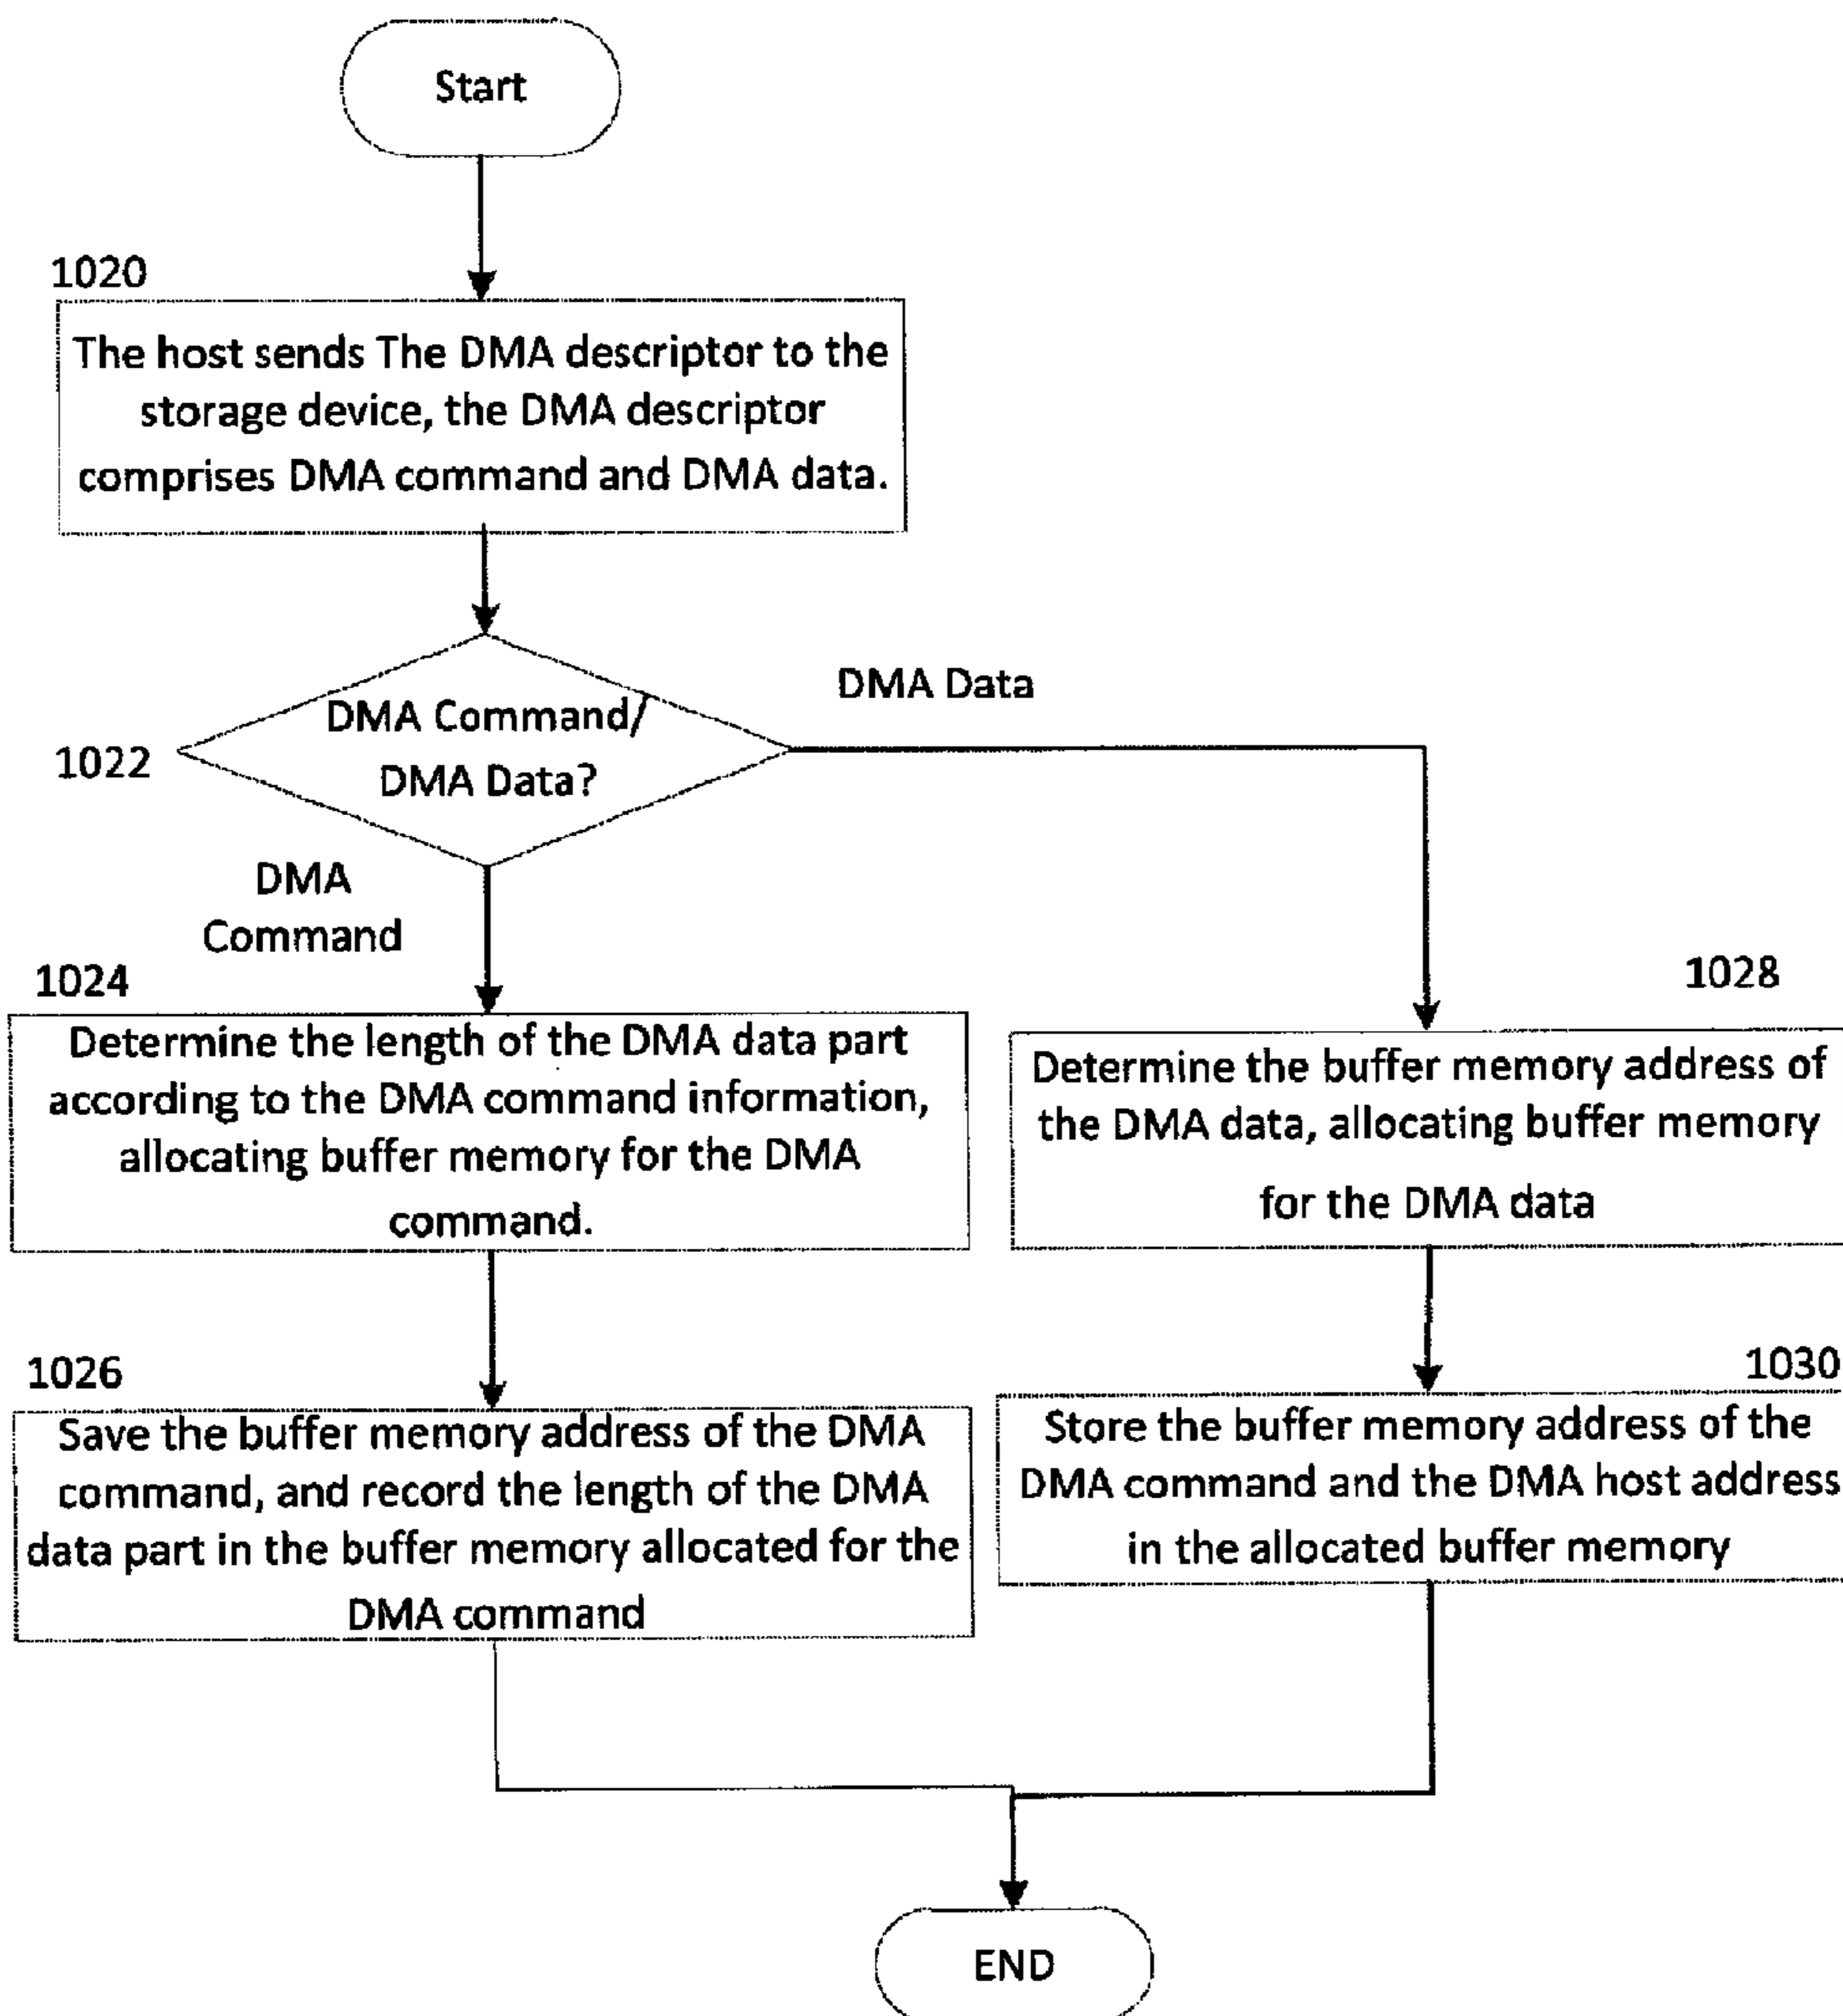 Start
1020
The host sends The DMA descriptor to the
storage device, the DMA descriptor
comprises DMA command and DMA data.
DMA Data
1022
DMA Command/
DMA Data?
DMA
Command
1024
Determine the length of the DMA data part
according to the DMA command information,
allocating buffer memory for the DMA
command.
1028
Determine the buffer memory address of
the DMA data, allocating buffer memory
for the DMA data
1026
Save the buffer memory address of the DMA
command, and record the length of the DMA
data part in the buffer memory allocated for the
DMA command
1030
Store the buffer memory address of the
DMA command and the DMA host address
in the allocated buffer memory
END